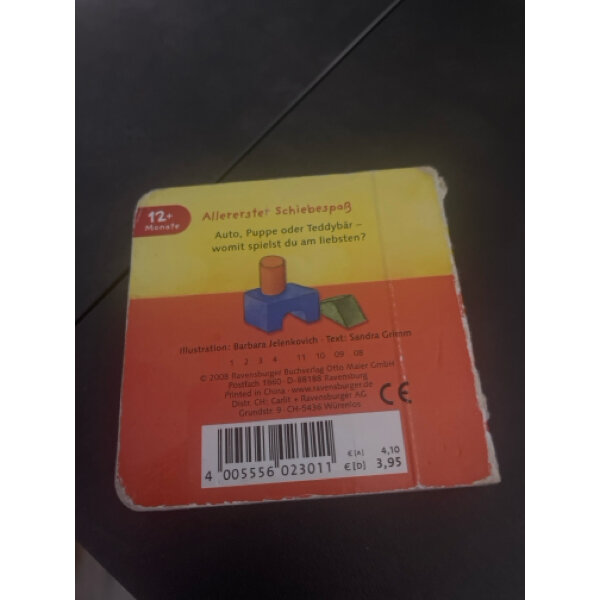 12+
Monate
Allererster Schiebespaß
Auto, Puppe oder Teddybär –
womit spielst du am liebsten?
Illustration: Barbara Jelenkovich · Text: Sandra Grimm
1 2 3 4 11 10 09 08
© 2008 Ravensburger Buchverlag Otto Maier GmbH
Postfach 1860 · D-88188 Ravensburg
Printed in China · www.ravensburger.de
Distr. CH: Carlit + Ravensburger AG
Grundstr. 9 · CH-5436 Würenlos
CE
€ [A] 4,10
€ [D] 3,95
4 005556 023011